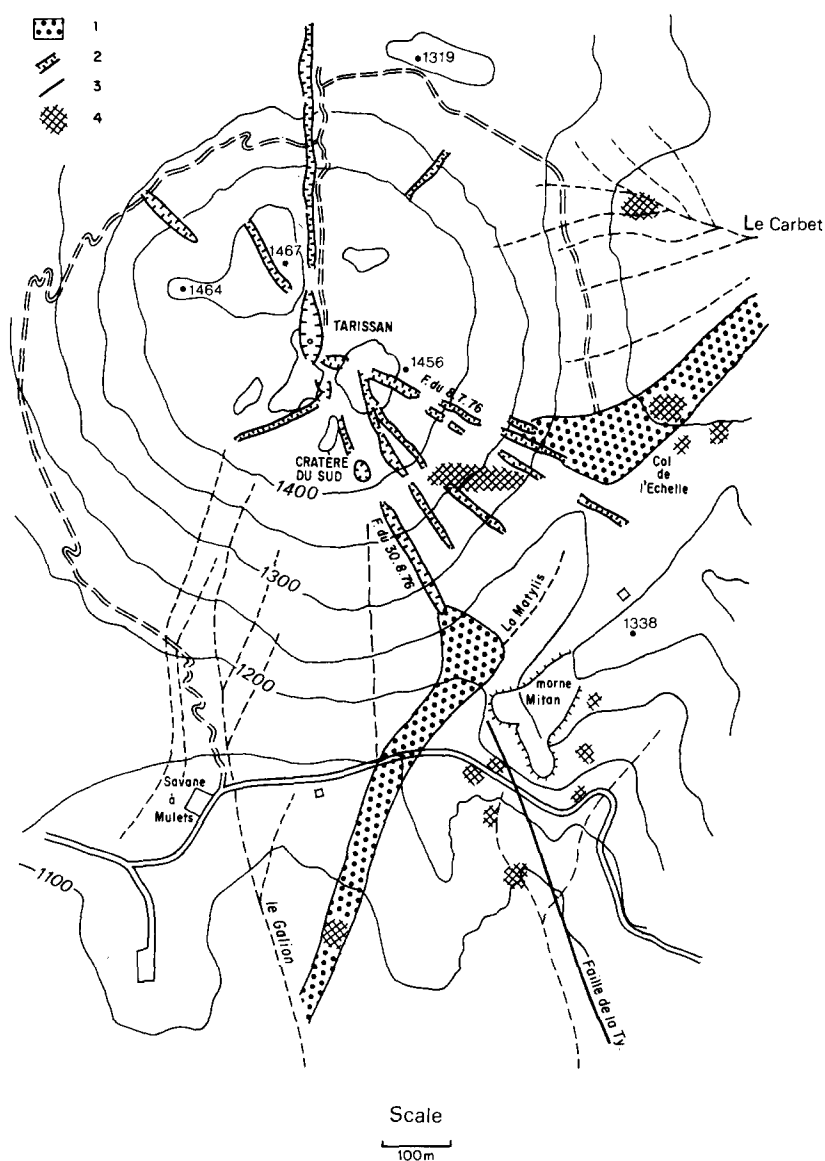 1
2
3
4
1319
Le Carbet
1467
1464
TARISSAN
1456
F. du 8.7.76
CRATÈRE
DU SUD
Col
de
l'Echelle
1400
F. du 30.8.76
1300
La Matylis
1338
1200
morne
Mitan
Savane
à
Mulets
1100
le Galion
Faille de la Ty
Scale
100m